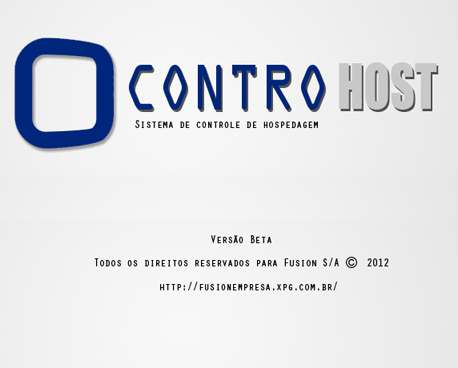 CONTRO HOST
Sistema de controle de hospedagem
Versão Beta
Todos os direitos reservados para Fusion S/A © 2012
http://fusionempresa.xpg.com.br/